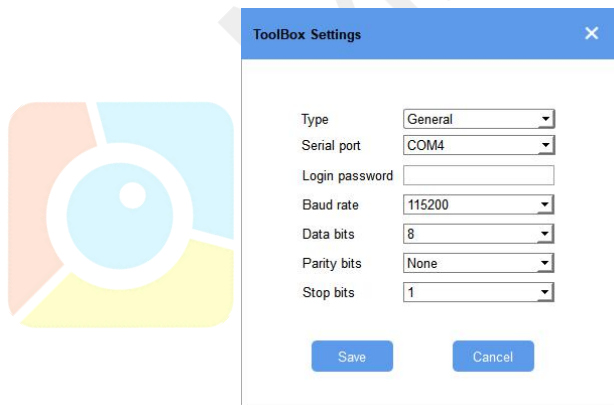 ToolBox Settings ×
Type General
Serial port COM4
Login password
Baud rate 115200
Data bits 8
Parity bits None
Stop bits 1
Save Cancel